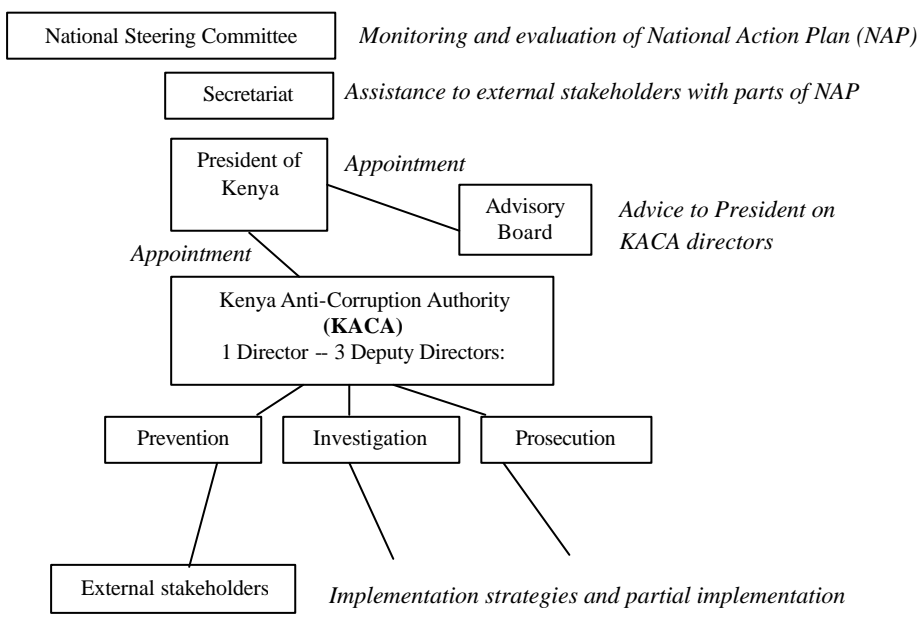 National Steering Committee
Monitoring and evaluation of National Action Plan (NAP)
Secretariat
Assistance to external stakeholders with parts of NAP
President of
Kenya
Appointment
Advisory
Board
Advice to President on
KACA directors
Appointment
Kenya Anti-Corruption Authority
(KACA)
1 Director -- 3 Deputy Directors:
Prevention
Investigation
Prosecution
External stakeholders
Implementation strategies and partial implementation